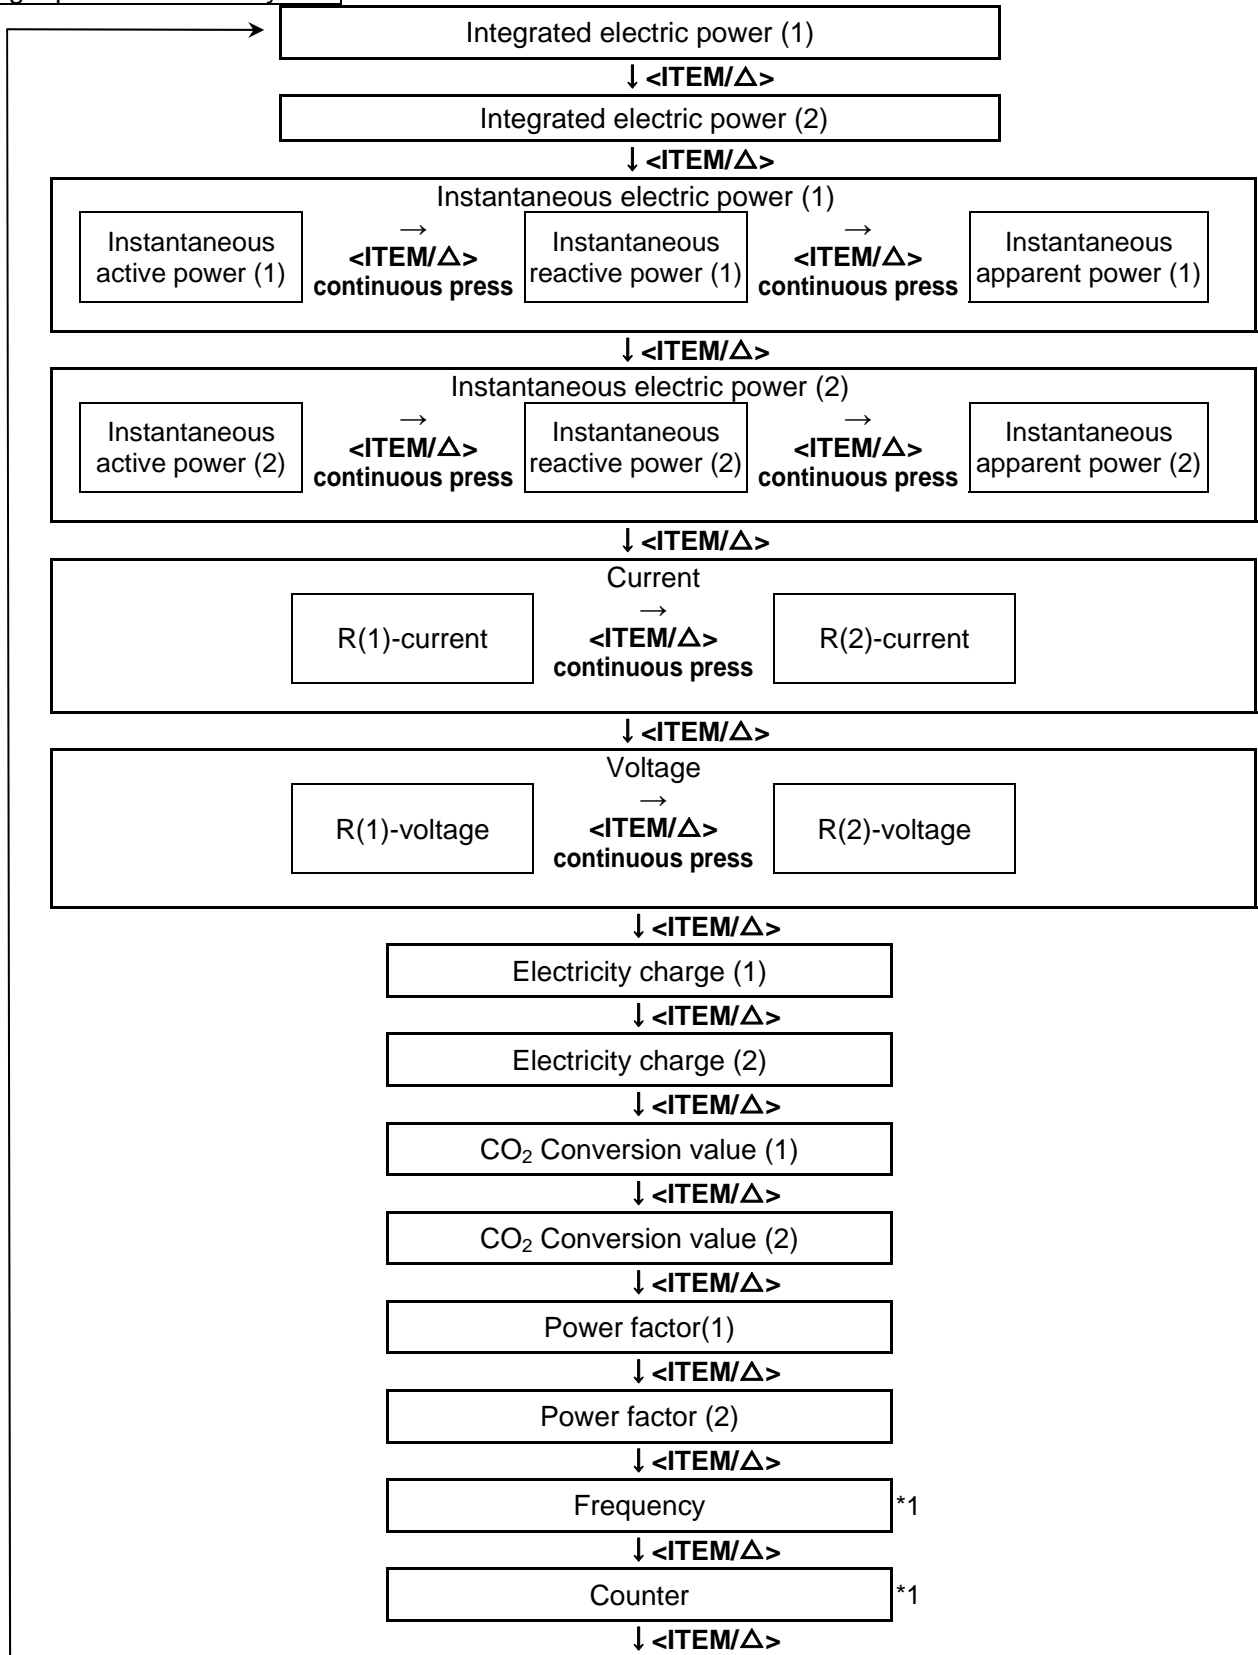 Integrated electric power (1)
↓<ITEM/△>
Integrated electric power (2)
↓<ITEM/△>
Instantaneous electric power (1)
Instantaneous active power (1)
→
<ITEM/△>
continuous press
Instantaneous reactive power (1)
→
<ITEM/△>
continuous press
Instantaneous apparent power (1)
↓<ITEM/△>
Instantaneous electric power (2)
Instantaneous active power (2)
→
<ITEM/△>
continuous press
Instantaneous reactive power (2)
→
<ITEM/△>
continuous press
Instantaneous apparent power (2)
↓<ITEM/△>
Current
R(1)-current
→
<ITEM/△>
continuous press
R(2)-current
↓<ITEM/△>
Voltage
R(1)-voltage
→
<ITEM/△>
continuous press
R(2)-voltage
↓<ITEM/△>
Electricity charge (1)
↓<ITEM/△>
Electricity charge (2)
↓<ITEM/△>
CO₂ Conversion value (1)
↓<ITEM/△>
CO₂ Conversion value (2)
↓<ITEM/△>
Power factor(1)
↓<ITEM/△>
Power factor (2)
↓<ITEM/△>
Frequency *1
↓<ITEM/△>
Counter *1
↓<ITEM/△>